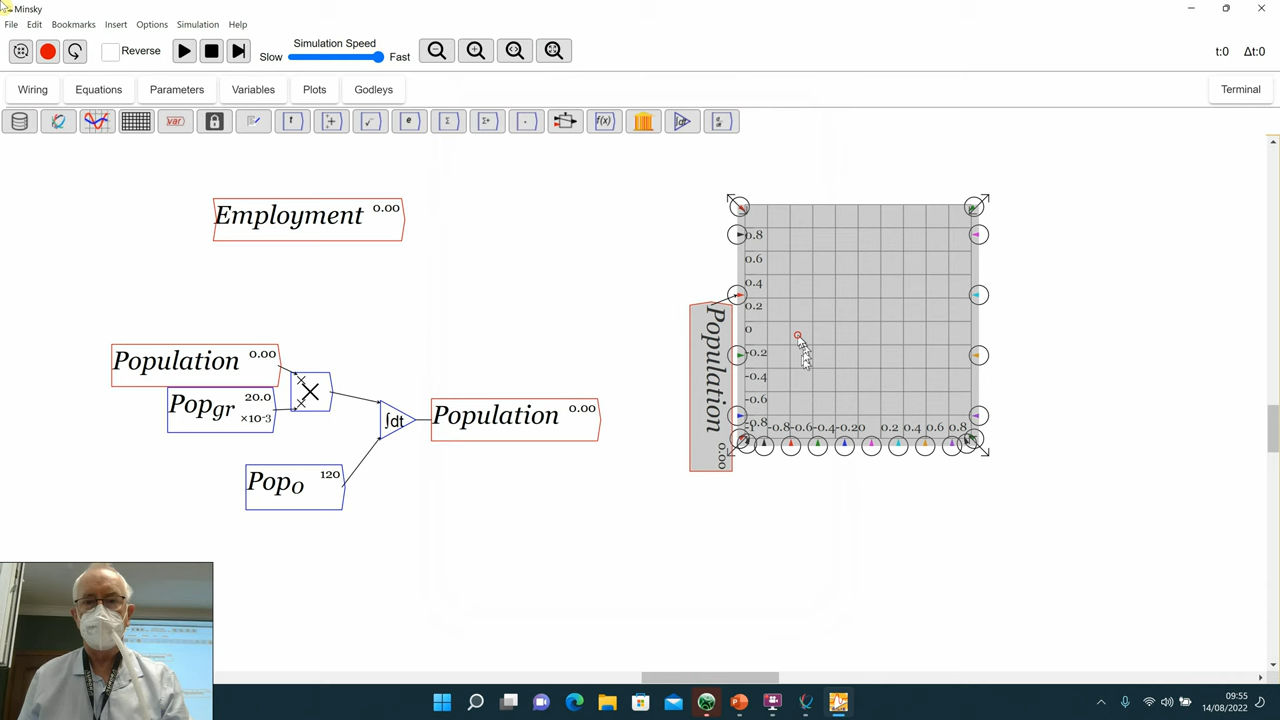 Minsky
File Edit Bookmarks Insert Options Simulation Help
Reverse
Simulation Speed
Slow Fast
t:0 Δt:0
Wiring Equations Parameters Variables Plots Godleys Terminal
var t e Σ f(x) ∫dt
Employment 0.00
Population 0.00
Popgr 20.0 ×10-3
×
∫dt
Population 0.00
Pop0 120
Population 0.00
0.8
0.6
0.4
0.2
0
-0.2
-0.4
-0.6
-0.8
-0.8 -0.6 -0.4 -0.2 0 0.2 0.4 0.6 0.8
09:55
14/08/2022